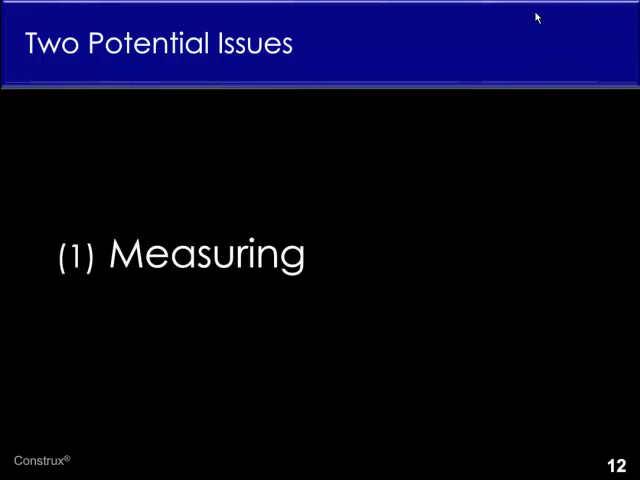 Two Potential Issues
(1) Measuring
Construx®
12